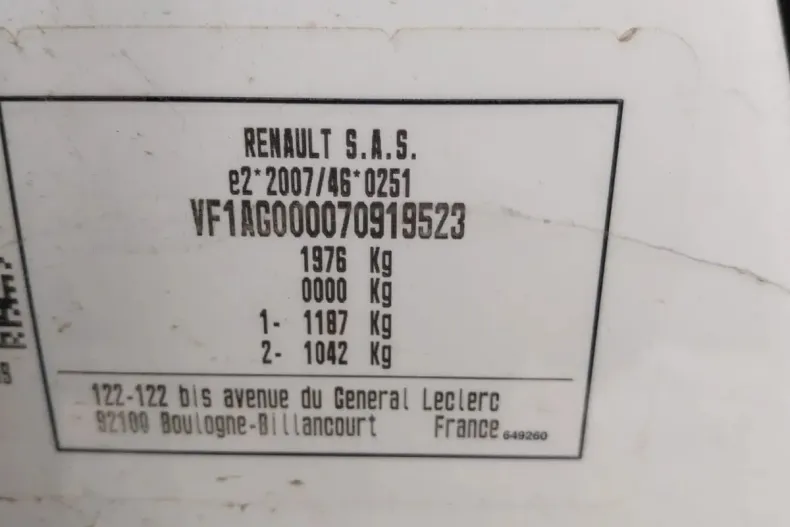 RENAULT S.A.S.
e2*2007/46*0251
VF1AG000070919523
1976 Kg
0000 Kg
1- 1187 Kg
2- 1042 Kg
122-122 bis avenue du General Leclerc
92100 Boulogne-Billancourt France 649260